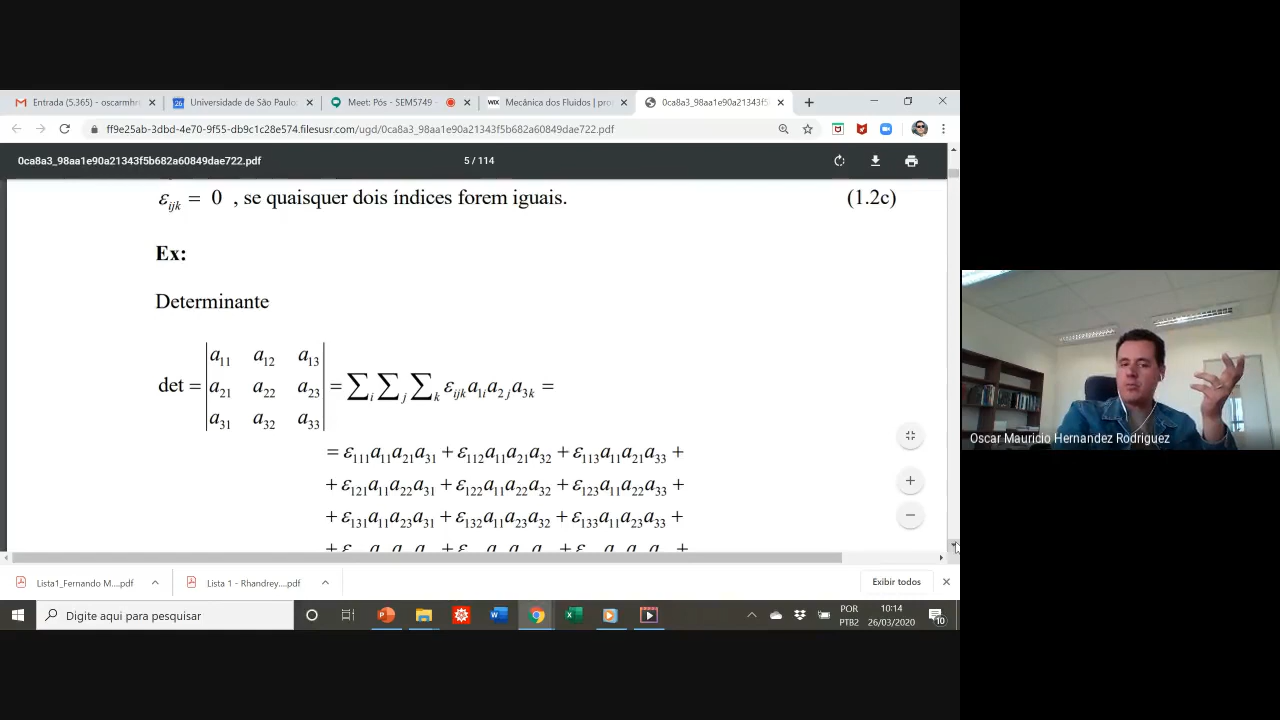 Entrada (5.365) - oscarmhr
Universidade de São Paulo.
Meet: Pós - SEM5749 -
Mecânica dos Fluidos | pro
0ca8a3_98aa1e90a21343f5
ff9e25ab-3dbd-4e70-9f55-db9c1c28e574.filesusr.com/ugd/0ca8a3_98aa1e90a21343f5b682a60849dae722.pdf
0ca8a3_98aa1e90a21343f5b682a60849dae722.pdf
5 / 114
ε_ijk = 0 , se quaisquer dois índices forem iguais. (1.2c)
Ex:
Determinante
det = |a11 a12 a13|
|a21 a22 a23| = ∑_i ∑_j ∑_k ε_ijk a_1i a_2j a_3k =
|a31 a32 a33|
= ε111 a11 a21 a31 + ε112 a11 a21 a32 + ε113 a11 a21 a33 +
+ ε121 a11 a22 a31 + ε122 a11 a22 a32 + ε123 a11 a22 a33 +
+ ε131 a11 a23 a31 + ε132 a11 a23 a32 + ε133 a11 a23 a33 +
Oscar Mauricio Hernandez Rodriguez
Lista1_Fernando M....pdf
Lista 1 - Rhandrey....pdf
Exibir todos
Digite aqui para pesquisar
POR
PTB2
10:14
26/03/2020
10